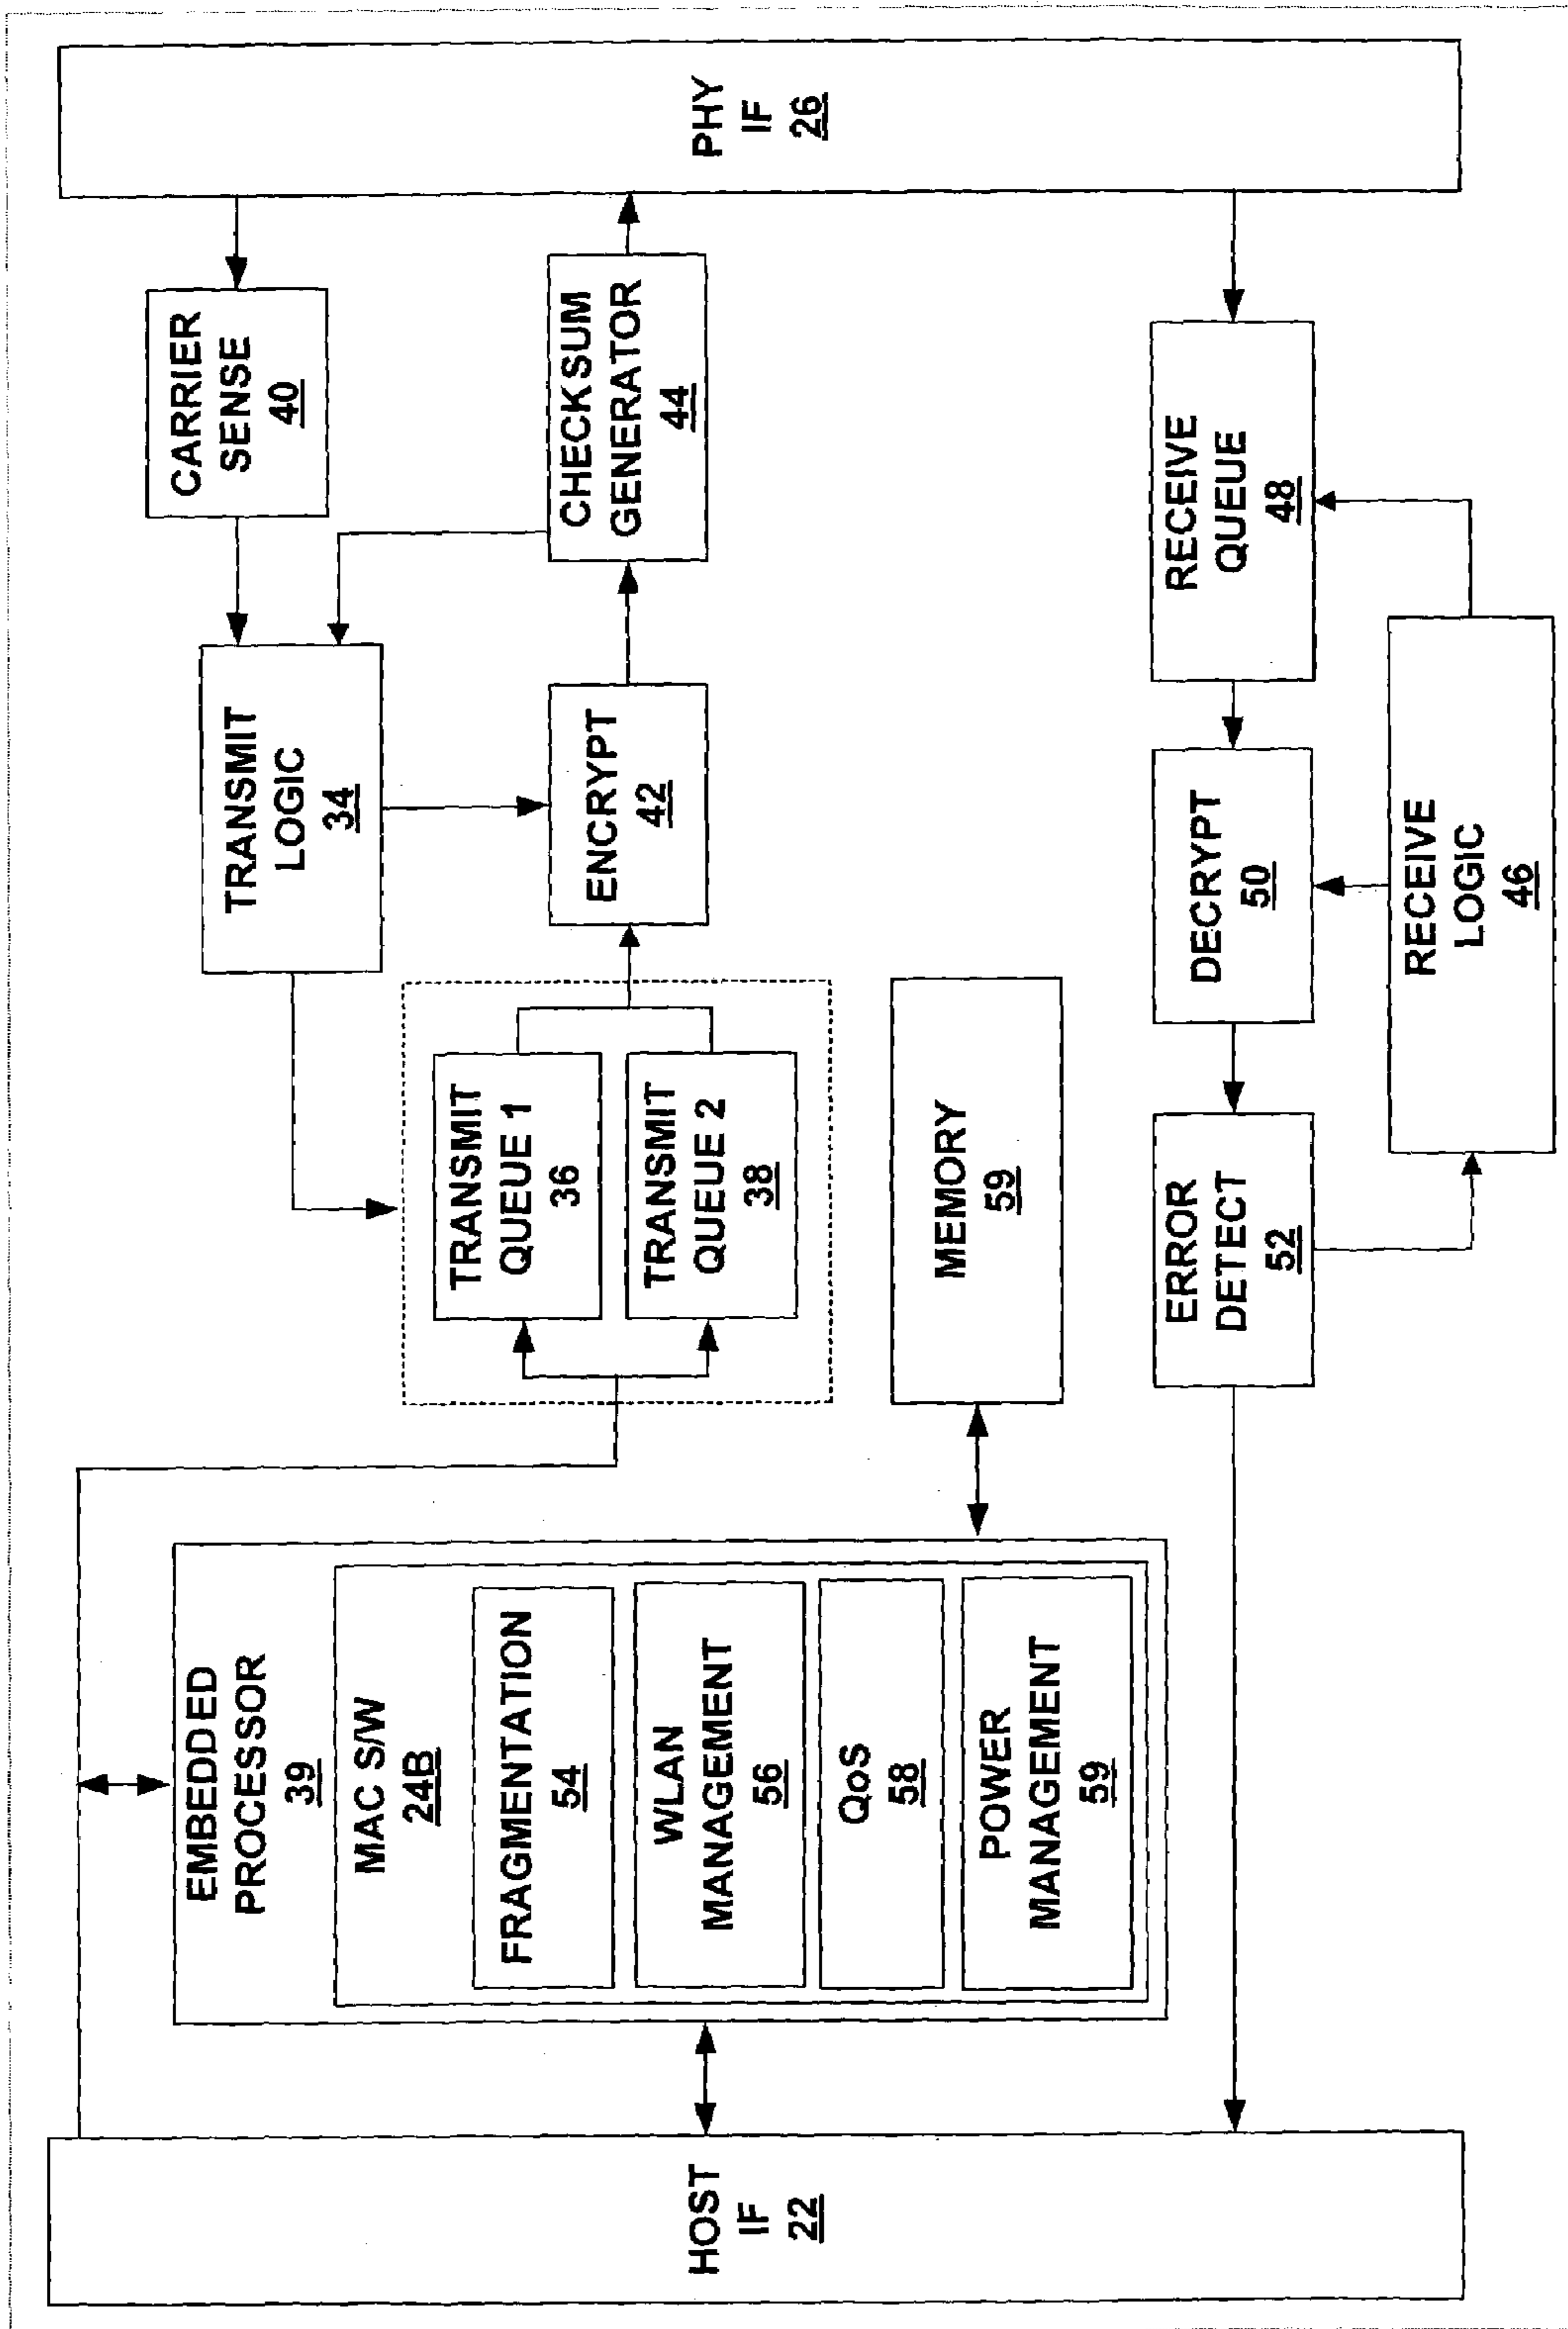 HOST
IF
22
EMBEDDED
PROCESSOR
39
MAC S/W
24B
FRAGMENTATION
54
WLAN
MANAGEMENT
56
QoS
58
POWER
MANAGEMENT
59
TRANSMIT
QUEUE 1
36
TRANSMIT
QUEUE 2
38
MEMORY
59
TRANSMIT
LOGIC
34
CARRIER
SENSE
40
ENCRYPT
42
CHECKSUM
GENERATOR
44
ERROR
DETECT
52
DECRYPT
50
RECEIVE
QUEUE
48
RECEIVE
LOGIC
46
PHY
IF
26